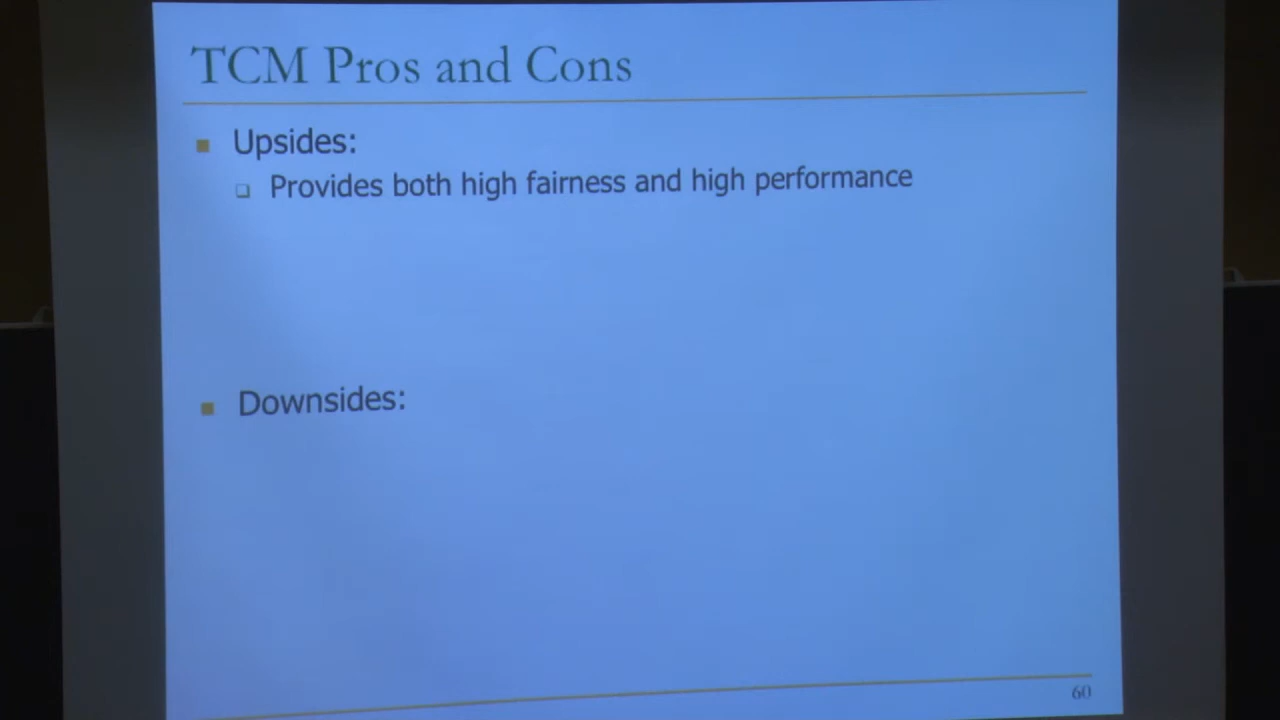 TCM Pros and Cons
Upsides:
Provides both high fairness and high performance
Downsides:
60